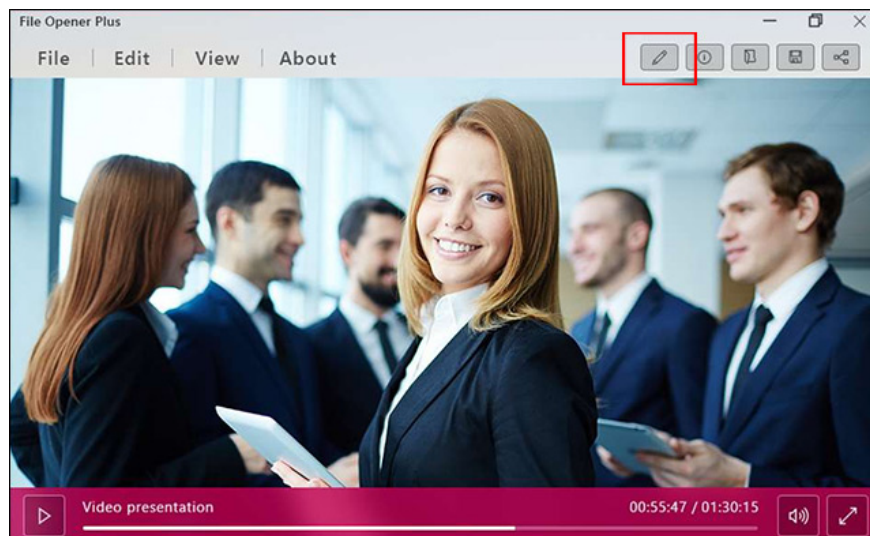 File Opener Plus
File | Edit | View | About
Video presentation
00:55:47 / 01:30:15